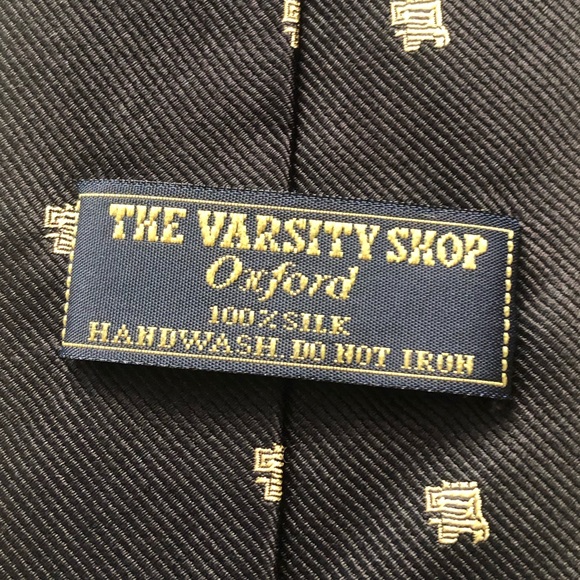 THE VARSITY SHOP
Oxford
100% SILK
HANDWASH. DO NOT IRON